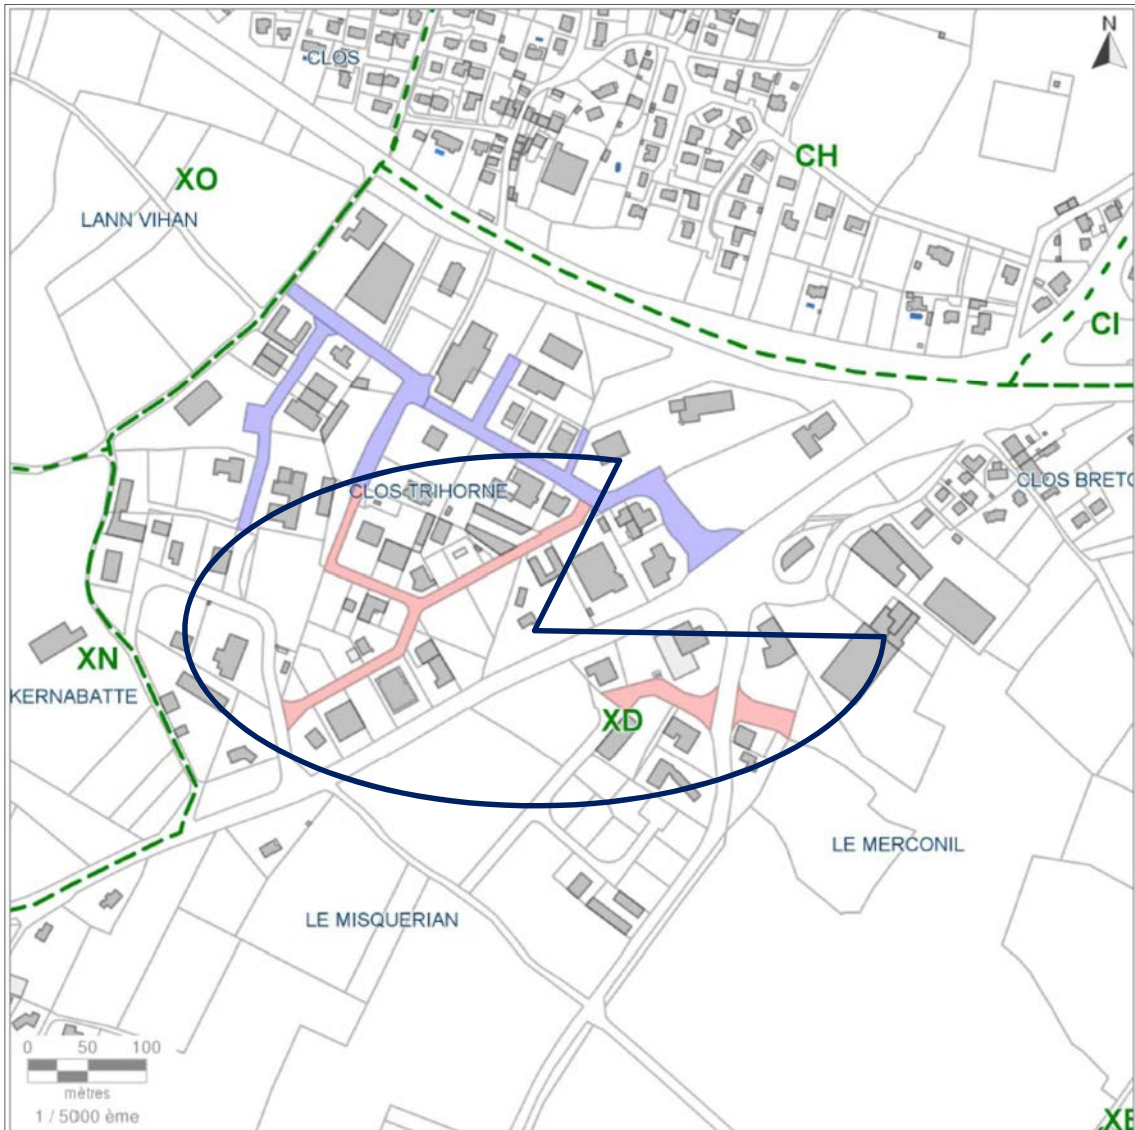 N
CLOS
CH
XO
LANN VIHAN
CI
CLOS TRIHORNE
CLOS BRETO
XN
KERNABATTE
XD
LE MERCONIL
LE MISQUERIAN
0 50 100
mètres
1 / 5000 ème
XE